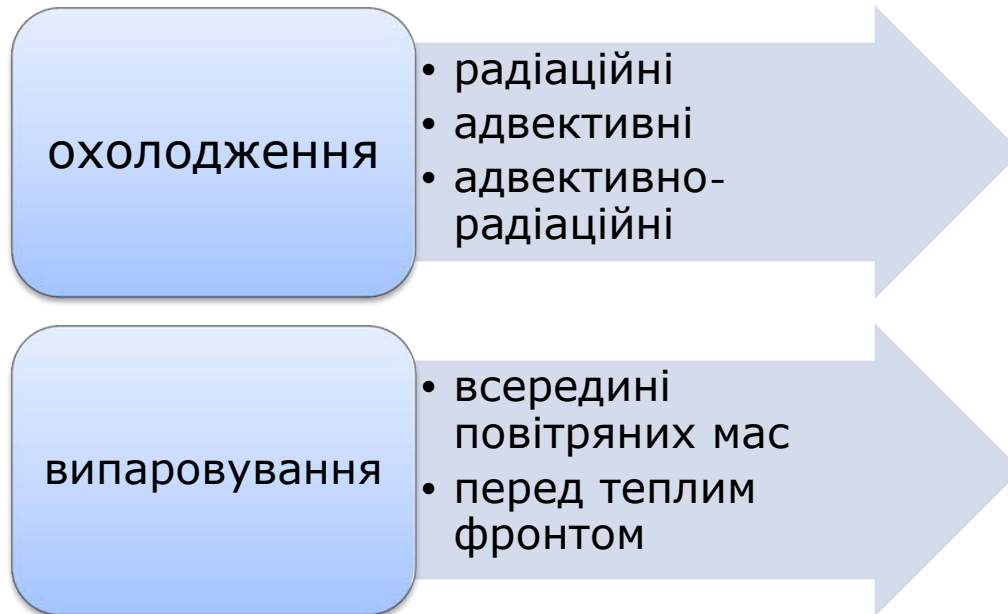 охолодження
• радіаційні
• адвективні
• адвективно-
радіаційні
випаровування
• всередині
повітряних мас
• перед теплим
фронтом